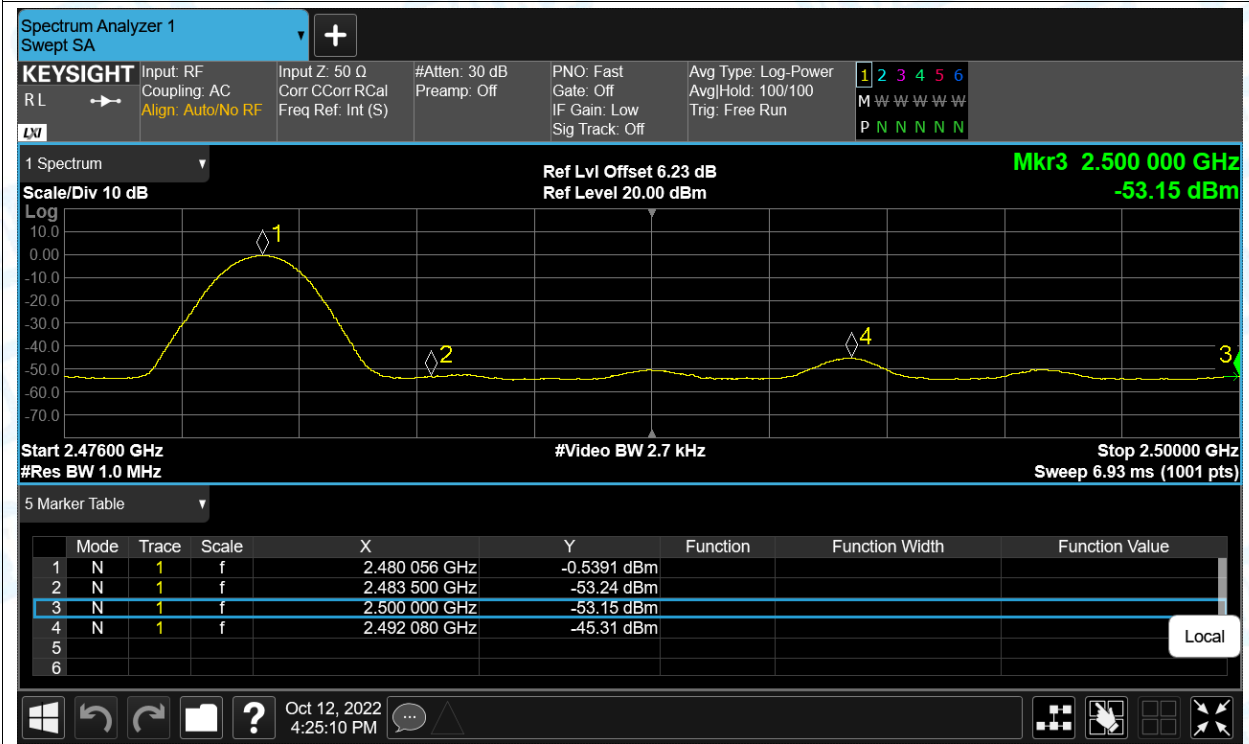 Spectrum Analyzer 1
Swept SA
KEYSIGHT
R L
LXI
Input: RF
Coupling: AC
Align: Auto/No RF
Input Z: 50 Ω
Corr CCorr RCal
Freq Ref: Int (S)
#Atten: 30 dB
Preamp: Off
PNO: Fast
Gate: Off
IF Gain: Low
Sig Track: Off
Avg Type: Log-Power
Avg|Hold: 100/100
Trig: Free Run
1 2 3 4 5 6
M W W W W W
P N N N N N
1 Spectrum
Scale/Div 10 dB
Ref Lvl Offset 6.23 dB
Ref Level 20.00 dBm
Mkr3 2.500 000 GHz
-53.15 dBm
Log
10.0
0.00
-10.0
-20.0
-30.0
-40.0
-50.0
-60.0
-70.0
1
2
4
3
Start 2.47600 GHz
#Res BW 1.0 MHz
#Video BW 2.7 kHz
Stop 2.50000 GHz
Sweep 6.93 ms (1001 pts)
5 Marker Table
Mode Trace Scale X Y Function Function Width Function Value
1 N 1 f 2.480 056 GHz -0.5391 dBm
2 N 1 f 2.483 500 GHz -53.24 dBm
3 N 1 f 2.500 000 GHz -53.15 dBm
4 N 1 f 2.492 080 GHz -45.31 dBm
5
6
Local
?
Oct 12, 2022
4:25:10 PM